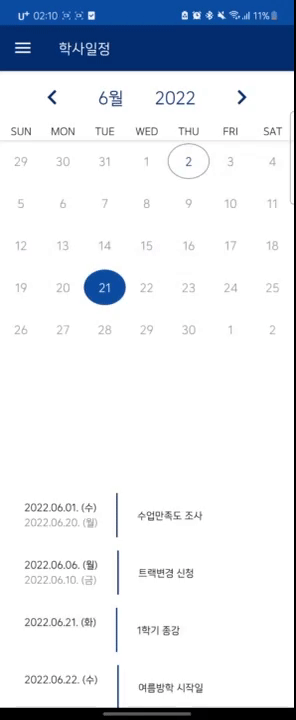 U+ 02:10 11%
학사일정
6월 2022
SUN MON TUE WED THU FRI SAT
29 30 31 1 2 3 4
5 6 7 8 9 10 11
12 13 14 15 16 17 18
19 20 21 22 23 24 25
26 27 28 29 30 1 2
2022.06.01. (수)
2022.06.20. (월)
수업만족도 조사
2022.06.06. (월)
2022.06.10. (금)
트랙변경 신청
2022.06.21. (화)
1학기 종강
2022.06.22. (수)
여름방학 시작일